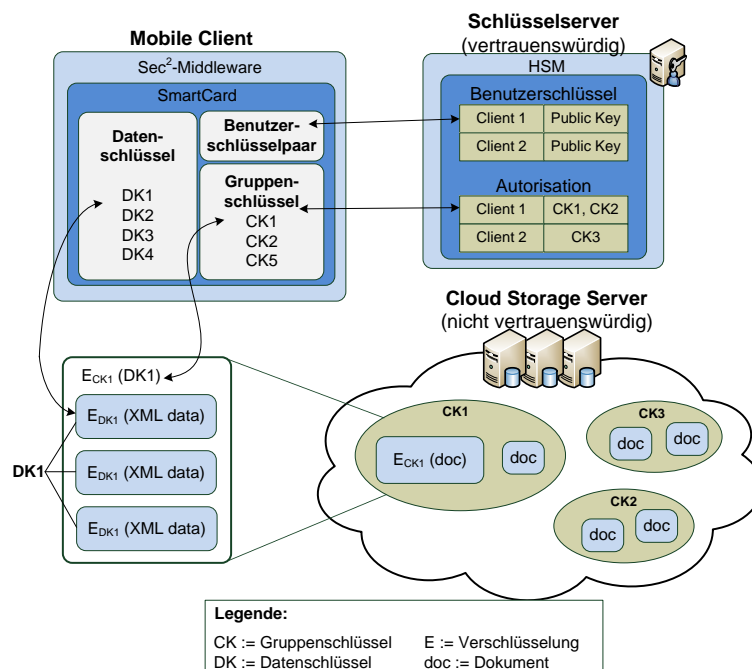 Mobile Client
Sec²-Middleware
SmartCard
Daten-
schlüssel
DK1
DK2
DK3
DK4
Benutzer-
schlüsselpaar
Gruppen-
schlüssel
CK1
CK2
CK5
Schlüsselserver
(vertrauenswürdig)
HSM
Benutzerschlüssel
Client 1 Public Key
Client 2 Public Key
Autorisation
Client 1 CK1, CK2
Client 2 CK3
Cloud Storage Server
(nicht vertrauenswürdig)
E_CK1 (DK1)
E_DK1 (XML data)
DK1
E_DK1 (XML data)
E_DK1 (XML data)
CK1
E_CK1 (doc)
doc
CK3
doc
doc
CK2
doc
doc
Legende:
CK := Gruppenschlüssel E := Verschlüsselung
DK := Datenschlüssel doc := Dokument